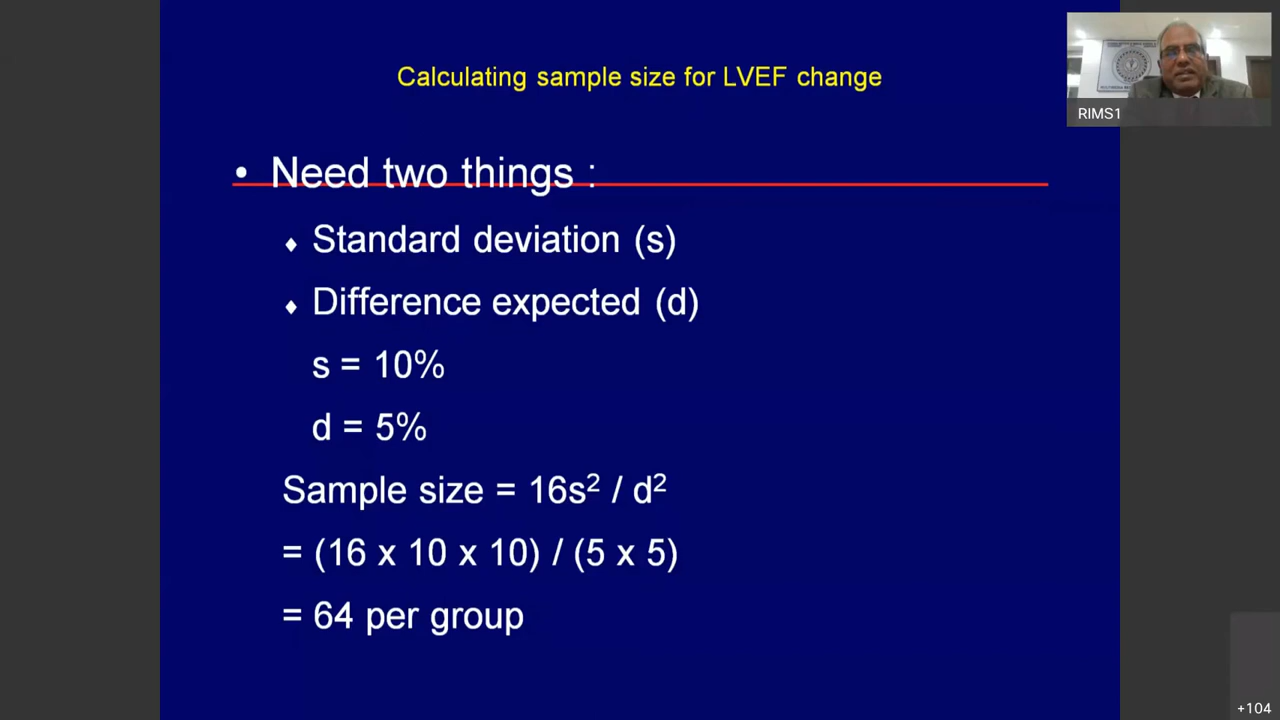 Calculating sample size for LVEF change
RIMS1
• Need two things :
♦ Standard deviation (s)
♦ Difference expected (d)
s = 10%
d = 5%
Sample size = 16s² / d²
= (16 x 10 x 10) / (5 x 5)
= 64 per group
+104